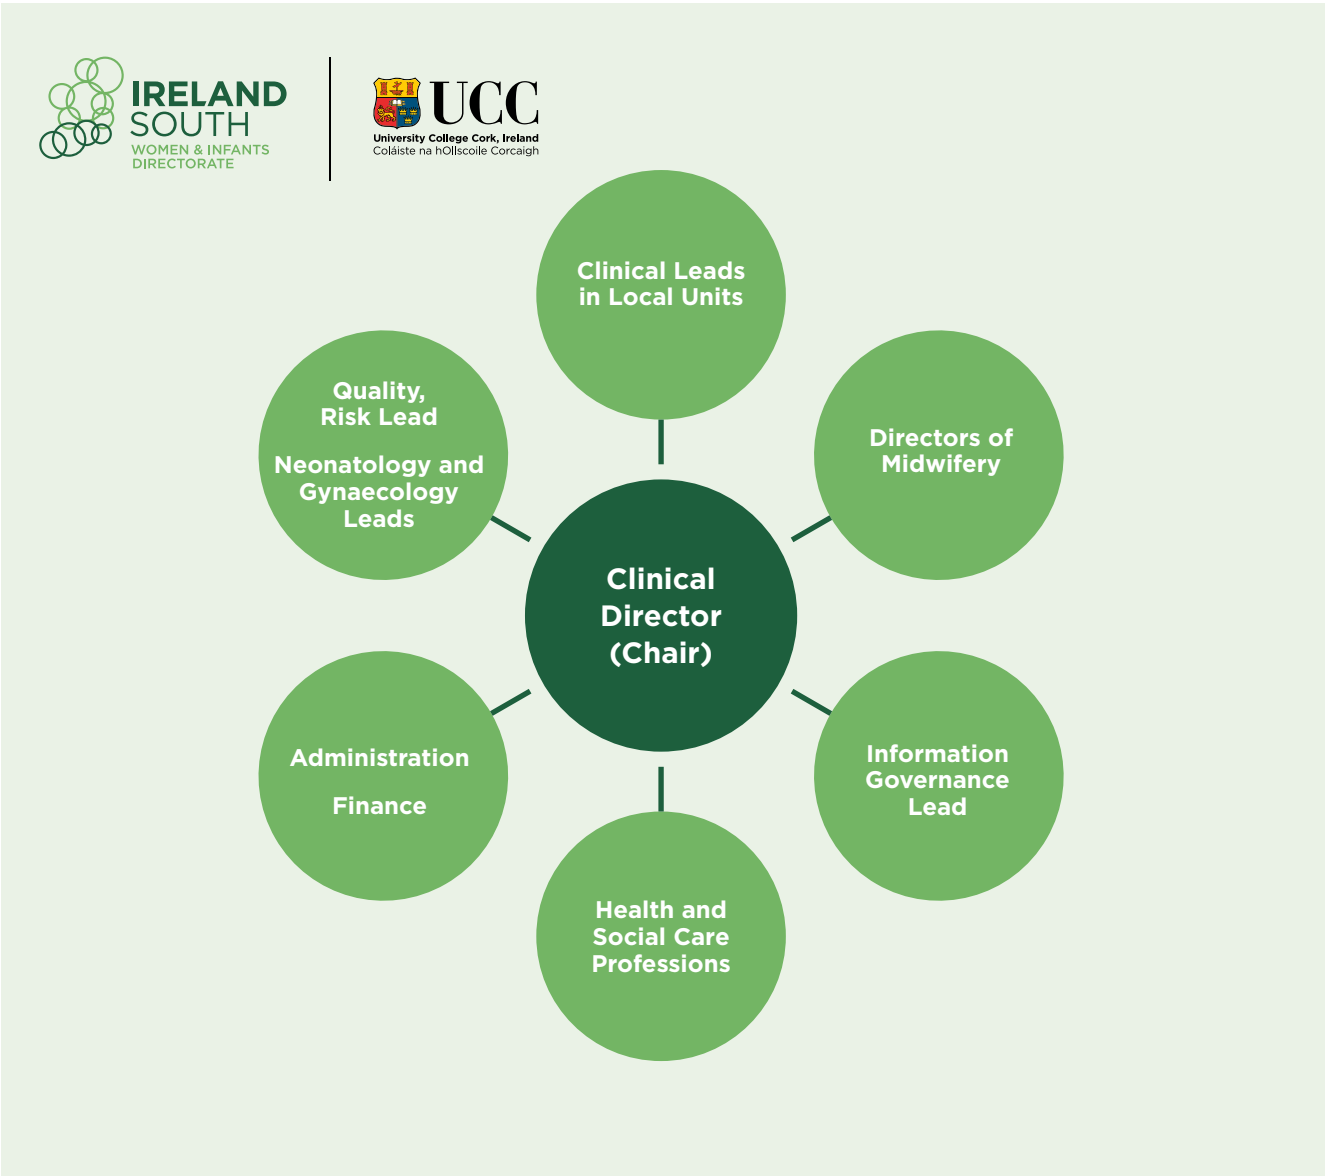 IRELAND
SOUTH
WOMEN & INFANTS
DIRECTORATE
UCC
University College Cork, Ireland
Coláiste na hOllscoile Corcaigh
Clinical Leads
in Local Units
Quality,
Risk Lead
Neonatology and
Gynaecology
Leads
Directors of
Midwifery
Clinical
Director
(Chair)
Administration
Finance
Information
Governance
Lead
Health and
Social Care
Professions